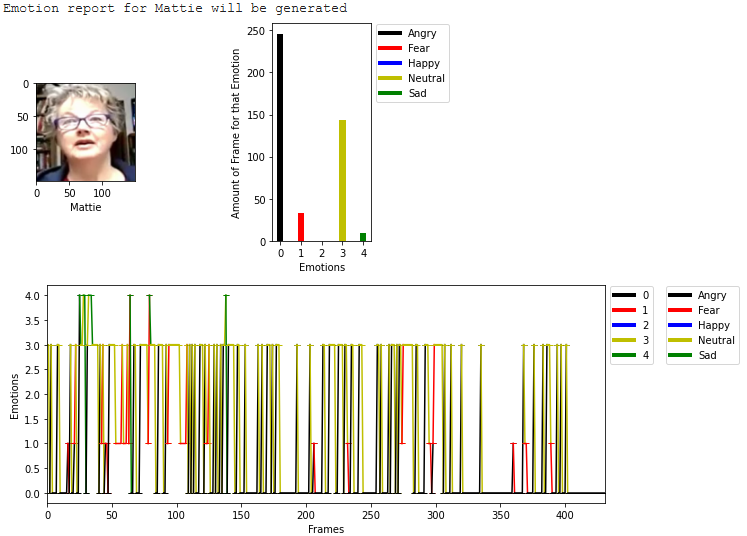 Emotion report for Mattie will be generated
0
50
100
0
50
100
Mattie
250
200
150
100
50
0
0
1
2
3
4
Amount of Frame for that Emotion
Emotions
Angry
Fear
Happy
Neutral
Sad
4.0
3.5
3.0
2.5
2.0
1.5
1.0
0.5
0.0
Emotions
0
50
100
150
200
250
300
350
400
Frames
0
1
2
3
4
Angry
Fear
Happy
Neutral
Sad